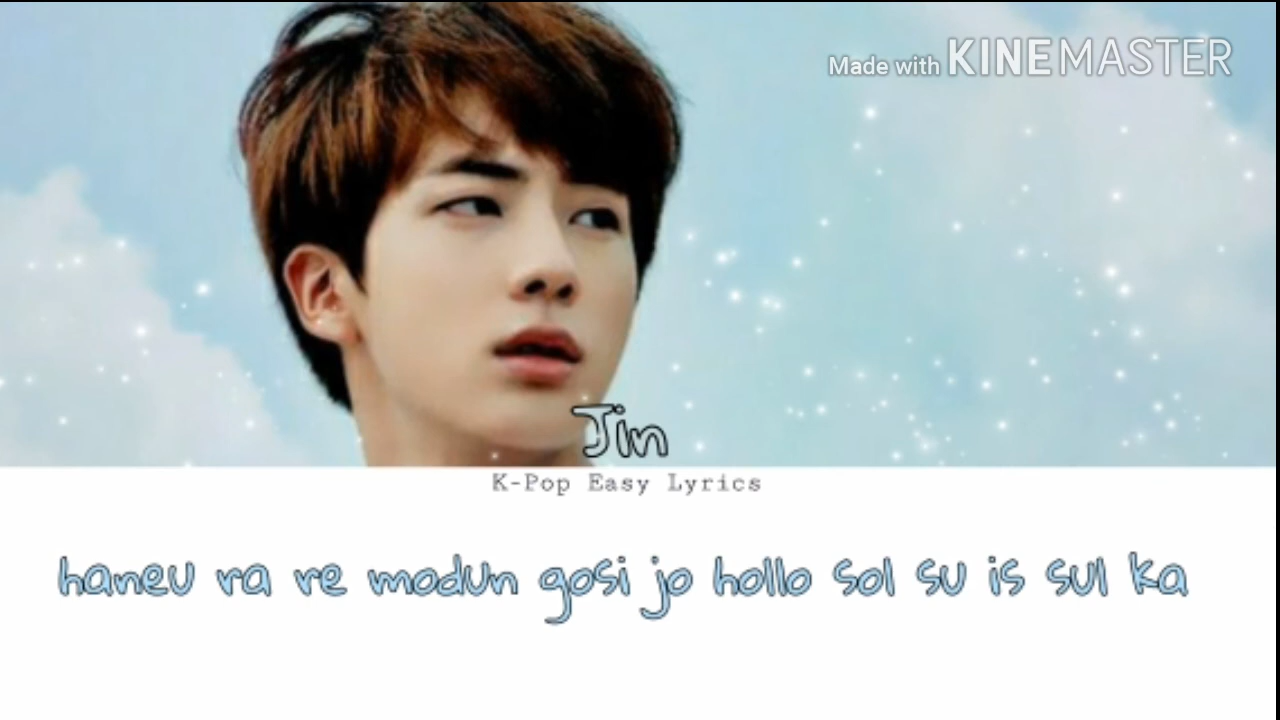 Made with KINEMASTER
Jin
K-Pop Easy Lyrics
haneu ra re modun gosi jo hollo sol su is sul ka